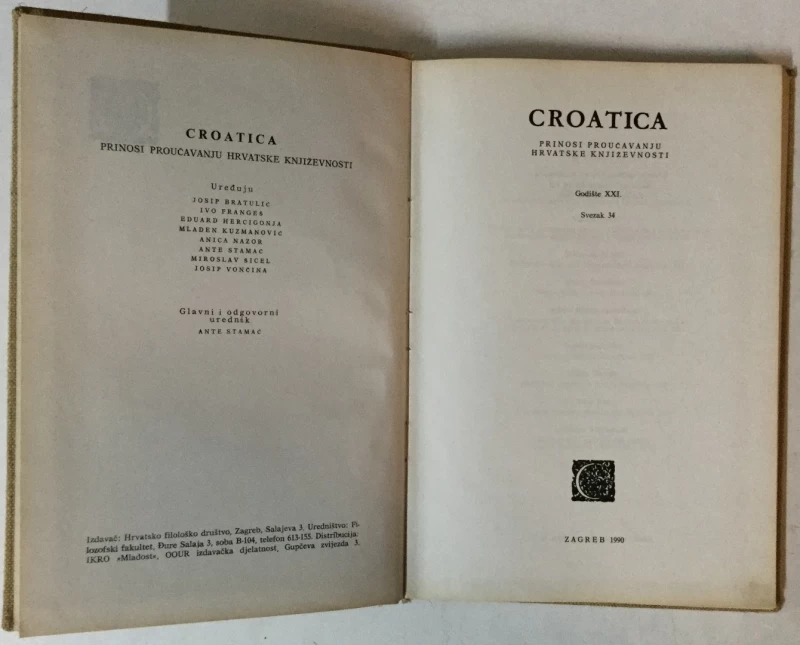 CROATICA
PRINOSI PROUČAVANJU HRVATSKE KNJIŽEVNOSTI
Uređuju
JOSIP BRATULIĆ
IVO FRANGEŠ
EDUARD HERCIGONJA
MLADEN KUZMANOVIĆ
ANICA NAZOR
ANTE STAMAĆ
MIROSLAV ŠICEL
JOSIP VONČINA
Glavni i odgovorni
urednik
ANTE STAMAĆ
Izdavač: Hrvatsko filološko društvo, Zagreb, Salajeva 3. Uredništvo: Fi-
lozofski fakultet, Đure Salaja 3, soba B-104, telefon 613-155. Distribucija:
IKRO »Mladost«, OOUR izdavačka djelatnost, Gupčeva zvijezda 3.
CROATICA
PRINOSI PROUČAVANJU
HRVATSKE KNJIŽEVNOSTI
Godište XXI.
Svezak 34
C
ZAGREB 1990